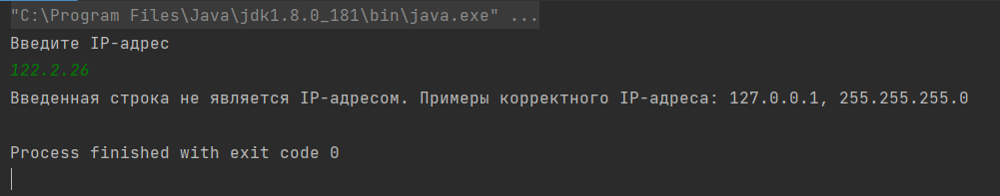 "C:\Program Files\Java\jdk1.8.0_181\bin\java.exe" ...
Введите IP-адрес
122.2.26
Введенная строка не является IP-адресом. Примеры корректного IP-адреса: 127.0.0.1, 255.255.255.0
Process finished with exit code 0